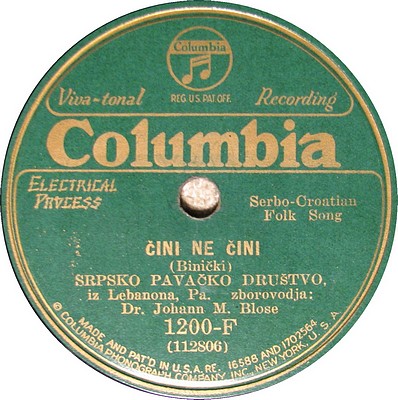 Columbia
Viva-tonal REG. U.S. PAT. OFF. Recording
Columbia
ELECTRICAL PROCESS
Serbo-Croatian
Folk Song
ČINI NE ČINI
(Binički)
SRPSKO PAVAČKO DRUŠTVO,
iz Lebanona, Pa. zborovodja:
Dr. Johann M. Blose
1200-F
(112806)
MADE AND PAT'D IN U.S.A. RE. 16588 AND 1702564
© COLUMBIA PHONOGRAPH COMPANY, INC., NEW YORK, U.S.A.